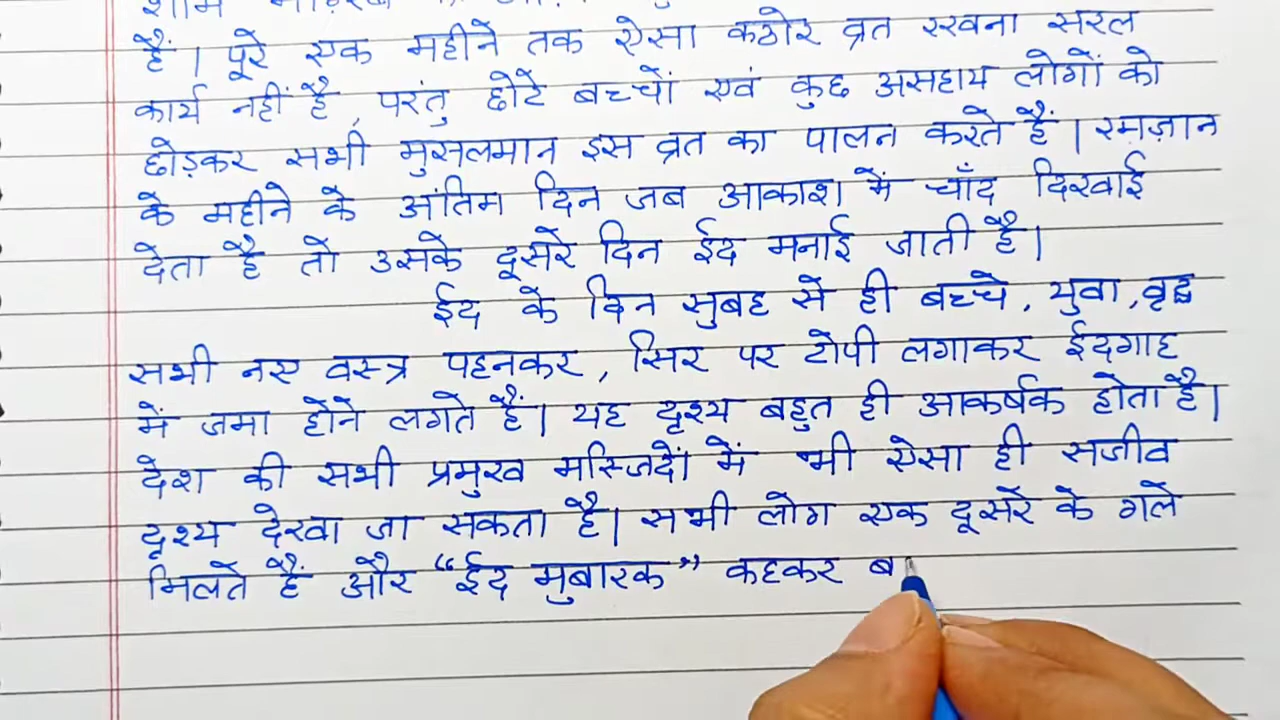 शाम
हैं। पूरे एक महीने तक ऐसा कठोर व्रत रखना सरल
कार्य नहीं है, परंतु छोटे बच्चों एवं कुछ असहाय लोगों को
छोड़कर सभी मुसलमान इस व्रत का पालन करते हैं। रमज़ान
के महीने के अंतिम दिन जब आकाश में चाँद दिखाई
देता है तो उसके दूसरे दिन ईद मनाई जाती है।
ईद के दिन सुबह से ही बच्चे, युवा, वृद्ध
सभी नए वस्त्र पहनकर, सिर पर टोपी लगाकर ईदगाह
में जमा होने लगते हैं। यह दृश्य बहुत ही आकर्षक होता है।
देश की सभी प्रमुख मस्जिदों में भी ऐसा ही सजीव
दृश्य देखा जा सकता है। सभी लोग एक दूसरे के गले
मिलते हैं और “ईद मुबारक” कहकर ब